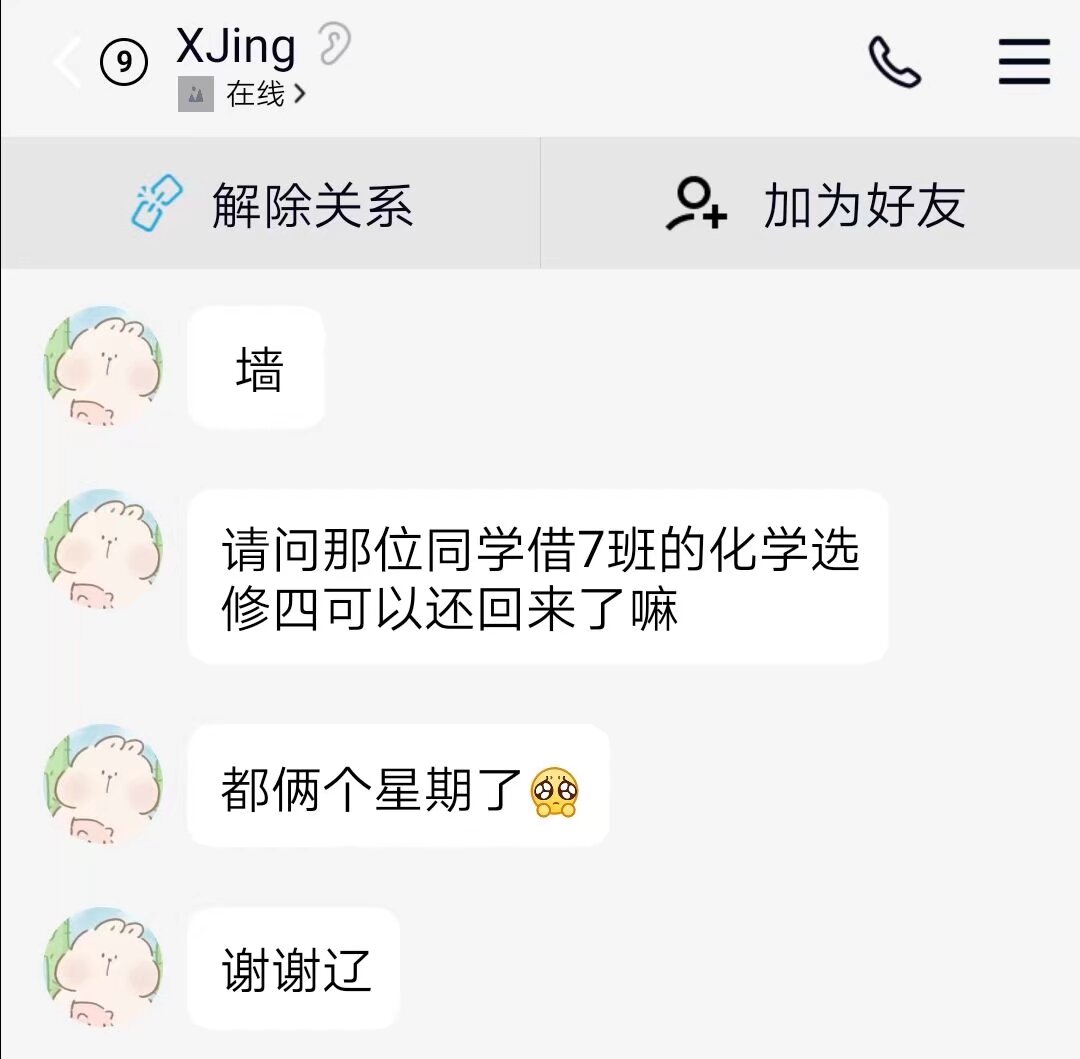 9
XJing
在线
解除关系
加为好友
墙
请问那位同学借7班的化学选
修四可以还回来了嘛
都俩个星期了🥺
谢谢辽